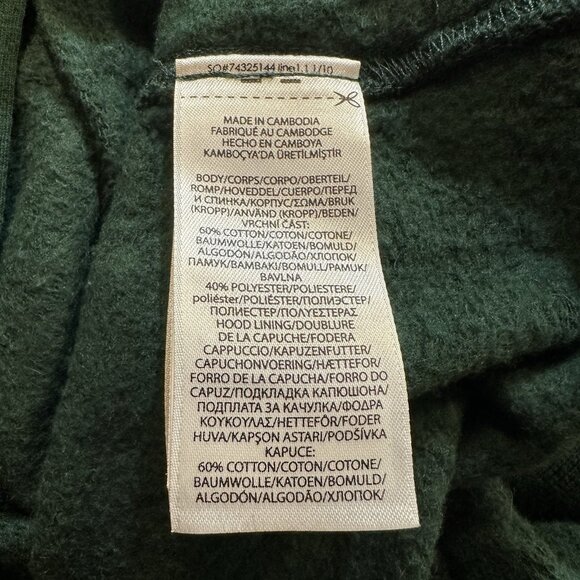 SO#74325144 line1.1 1/10
MADE IN CAMBODIA
FABRIQUÉ AU CAMBODGE
HECHO EN CAMBOYA
KAMBOÇYA'DA ÜRETİLMİŞTİR
BODY/CORPS/CORPO/OBERTEIL/
ROMP/HOVEDDEL/CUERPO/ПЕРЕД
И СПИНКА/КОРПУС/ΣΩΜΑ/BRUK
(KROPP)/ANVÄND (KROPP)/BEDEN/
VRCHNÍ ČÁST:
60% COTTON/COTON/COTONE/
BAUMWOLLE/KATOEN/BOMULD/
ALGODÓN/ALGODÃO/ХЛОПОК/
ПАМУК/ΒΑΜΒΑΚΙ/BOMULL/PAMUK/
BAVLNA
40% POLYESTER/POLIESTERE/
poliéster/POLIÉSTER/ПОЛИЭСТЕР/
ПОЛИЕСТЕР/ΠΟΛΥΕΣΤΕΡΑΣ
HOOD LINING/DOUBLURE
DE LA CAPUCHE/FODERA
CAPPUCCIO/KAPUZENFUTTER/
CAPUCHONVOERING/HÆTTEFOR/
FORRO DE LA CAPUCHA/FORRO DO
CAPUZ/ПОДКЛАДКА КАПЮШОНА/
ПОДПЛАТА ЗА КАЧУЛКА/ΦΟΔΡΑ
ΚΟΥΚΟΥΛΑΣ/HETTEFÔR/FODER
HUVA/KAPŞON ASTARI/PODŠÍVKA
KAPUCE:
60% COTTON/COTON/COTONE/
BAUMWOLLE/KATOEN/BOMULD/
ALGODÓN/ALGODÃO/ХЛОПОК/